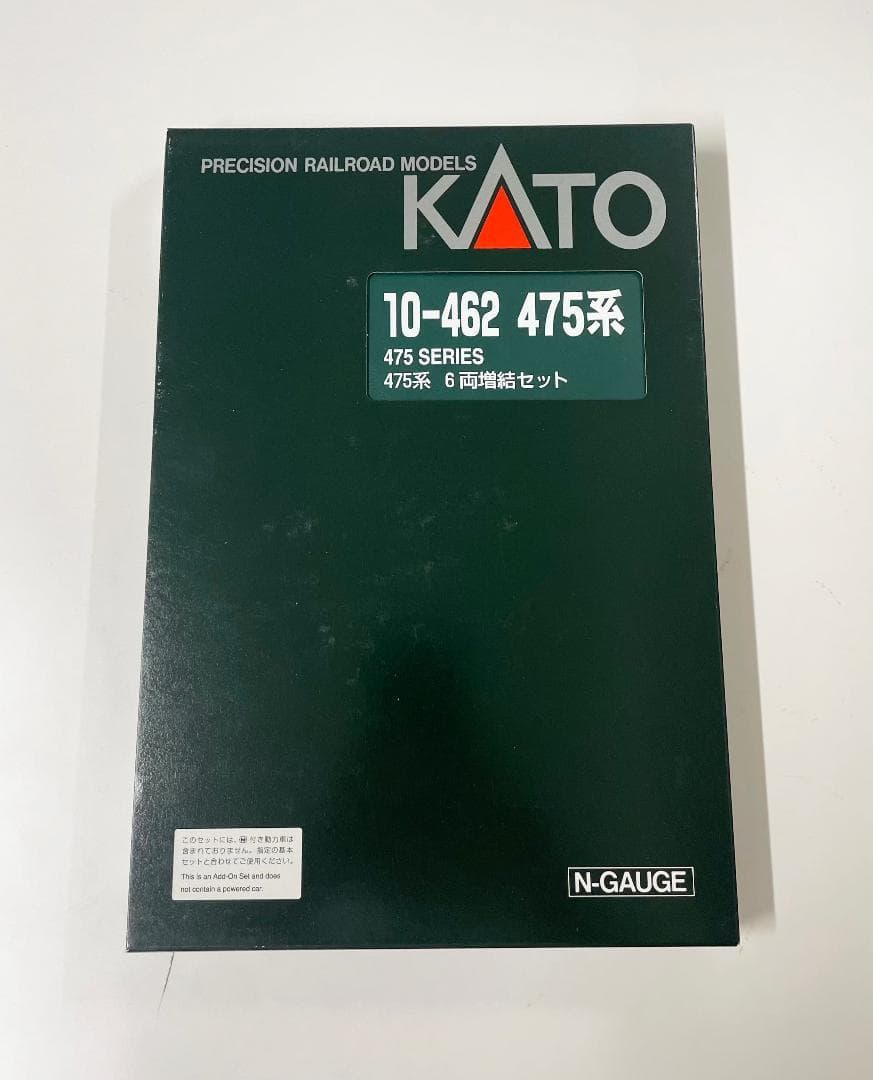 PRECISION RAILROAD MODELS
KATO
10-462 475系
475 SERIES
475系 6両増結セット
このセットには、Ⓜ付き動力車は
含まれておりません。指定の基本
セットと合わせてご使用ください。
This is an Add-On Set and does
not contain a powered car.
N-GAUGE